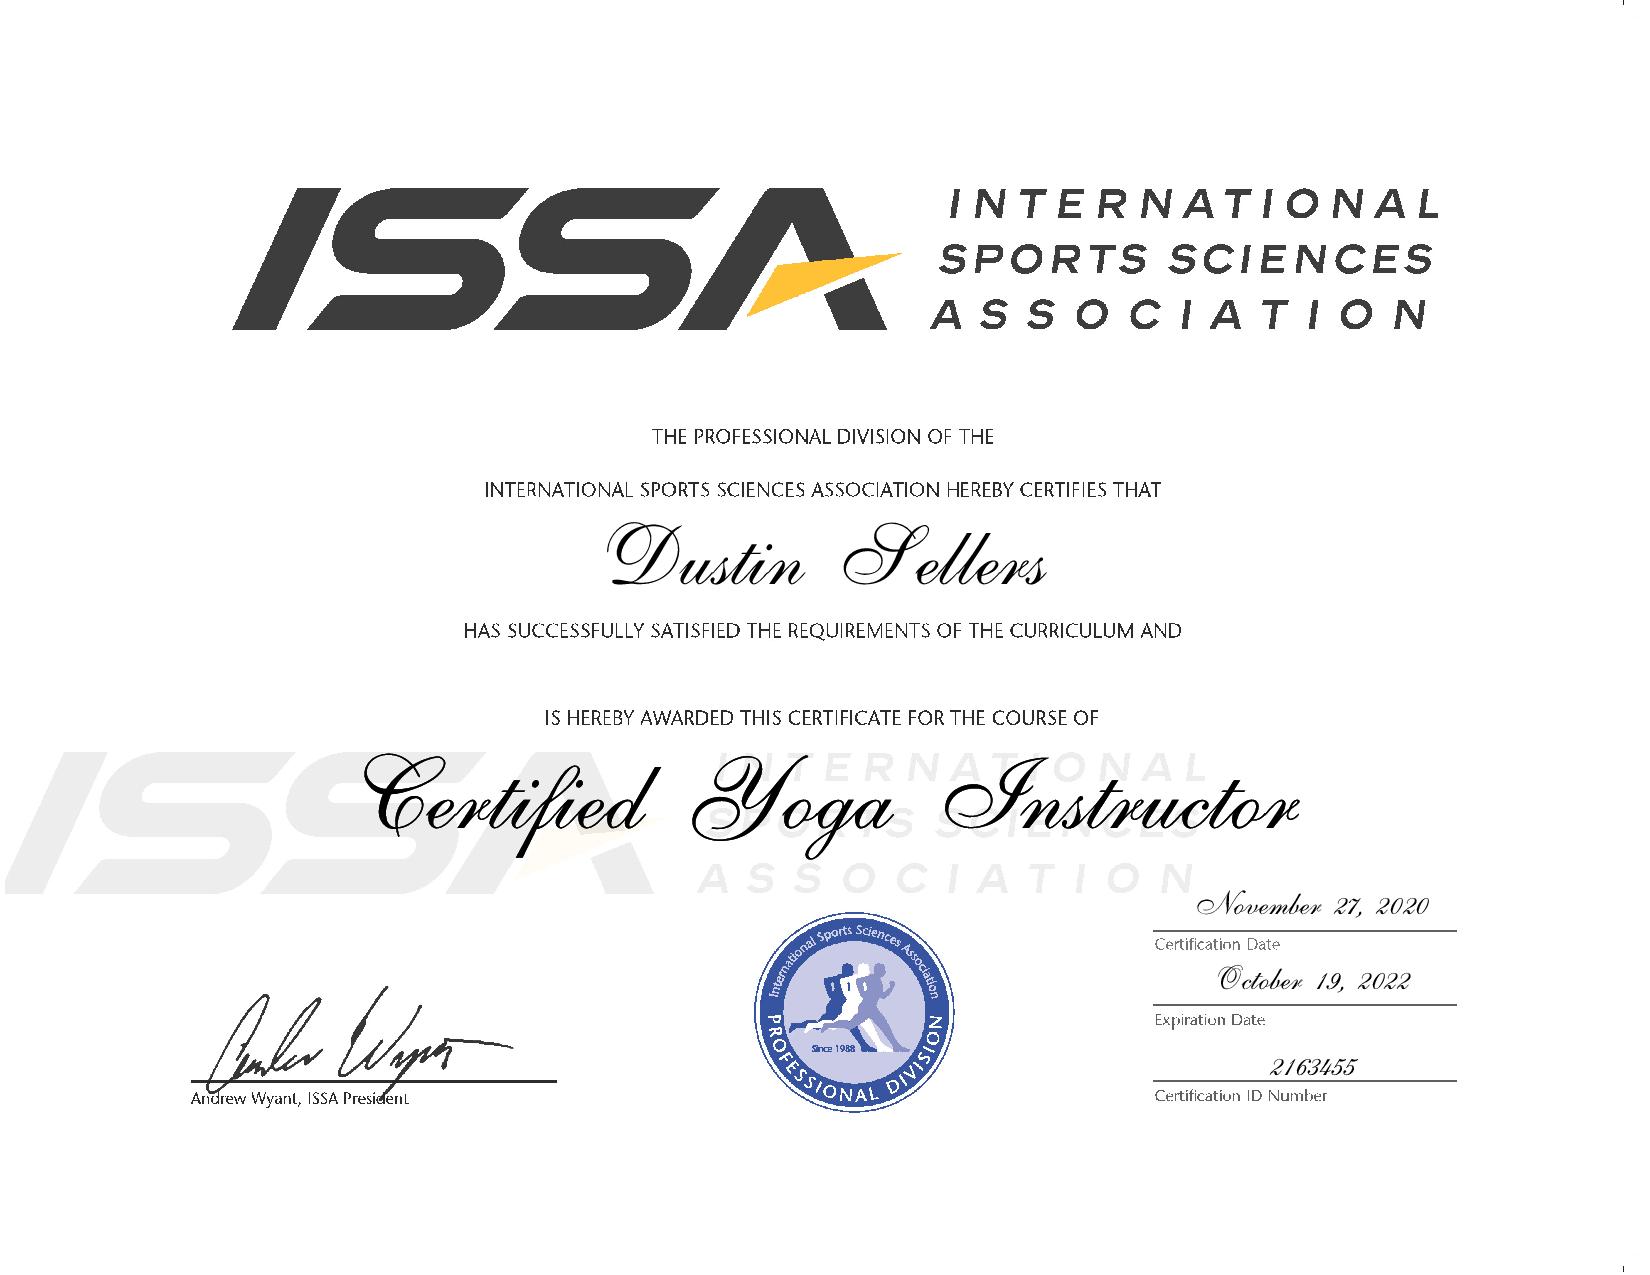 ISSA
INTERNATIONAL
SPORTS SCIENCES
ASSOCIATION
THE PROFESSIONAL DIVISION OF THE
INTERNATIONAL SPORTS SCIENCES ASSOCIATION HEREBY CERTIFIES THAT
Dustin Sellers
HAS SUCCESSFULLY SATISFIED THE REQUIREMENTS OF THE CURRICULUM AND
IS HEREBY AWARDED THIS CERTIFICATE FOR THE COURSE OF
ISSA
INTERNATIONAL
SPORTS SCIENCES
ASSOCIATION
Certified Yoga Instructor
November 27, 2020
Certification Date
October 19, 2022
Expiration Date
2163455
Certification ID Number
International Sports Sciences Association
Since 1988
PROFESSIONAL DIVISION
Andrew Wyant
Andrew Wyant, ISSA President